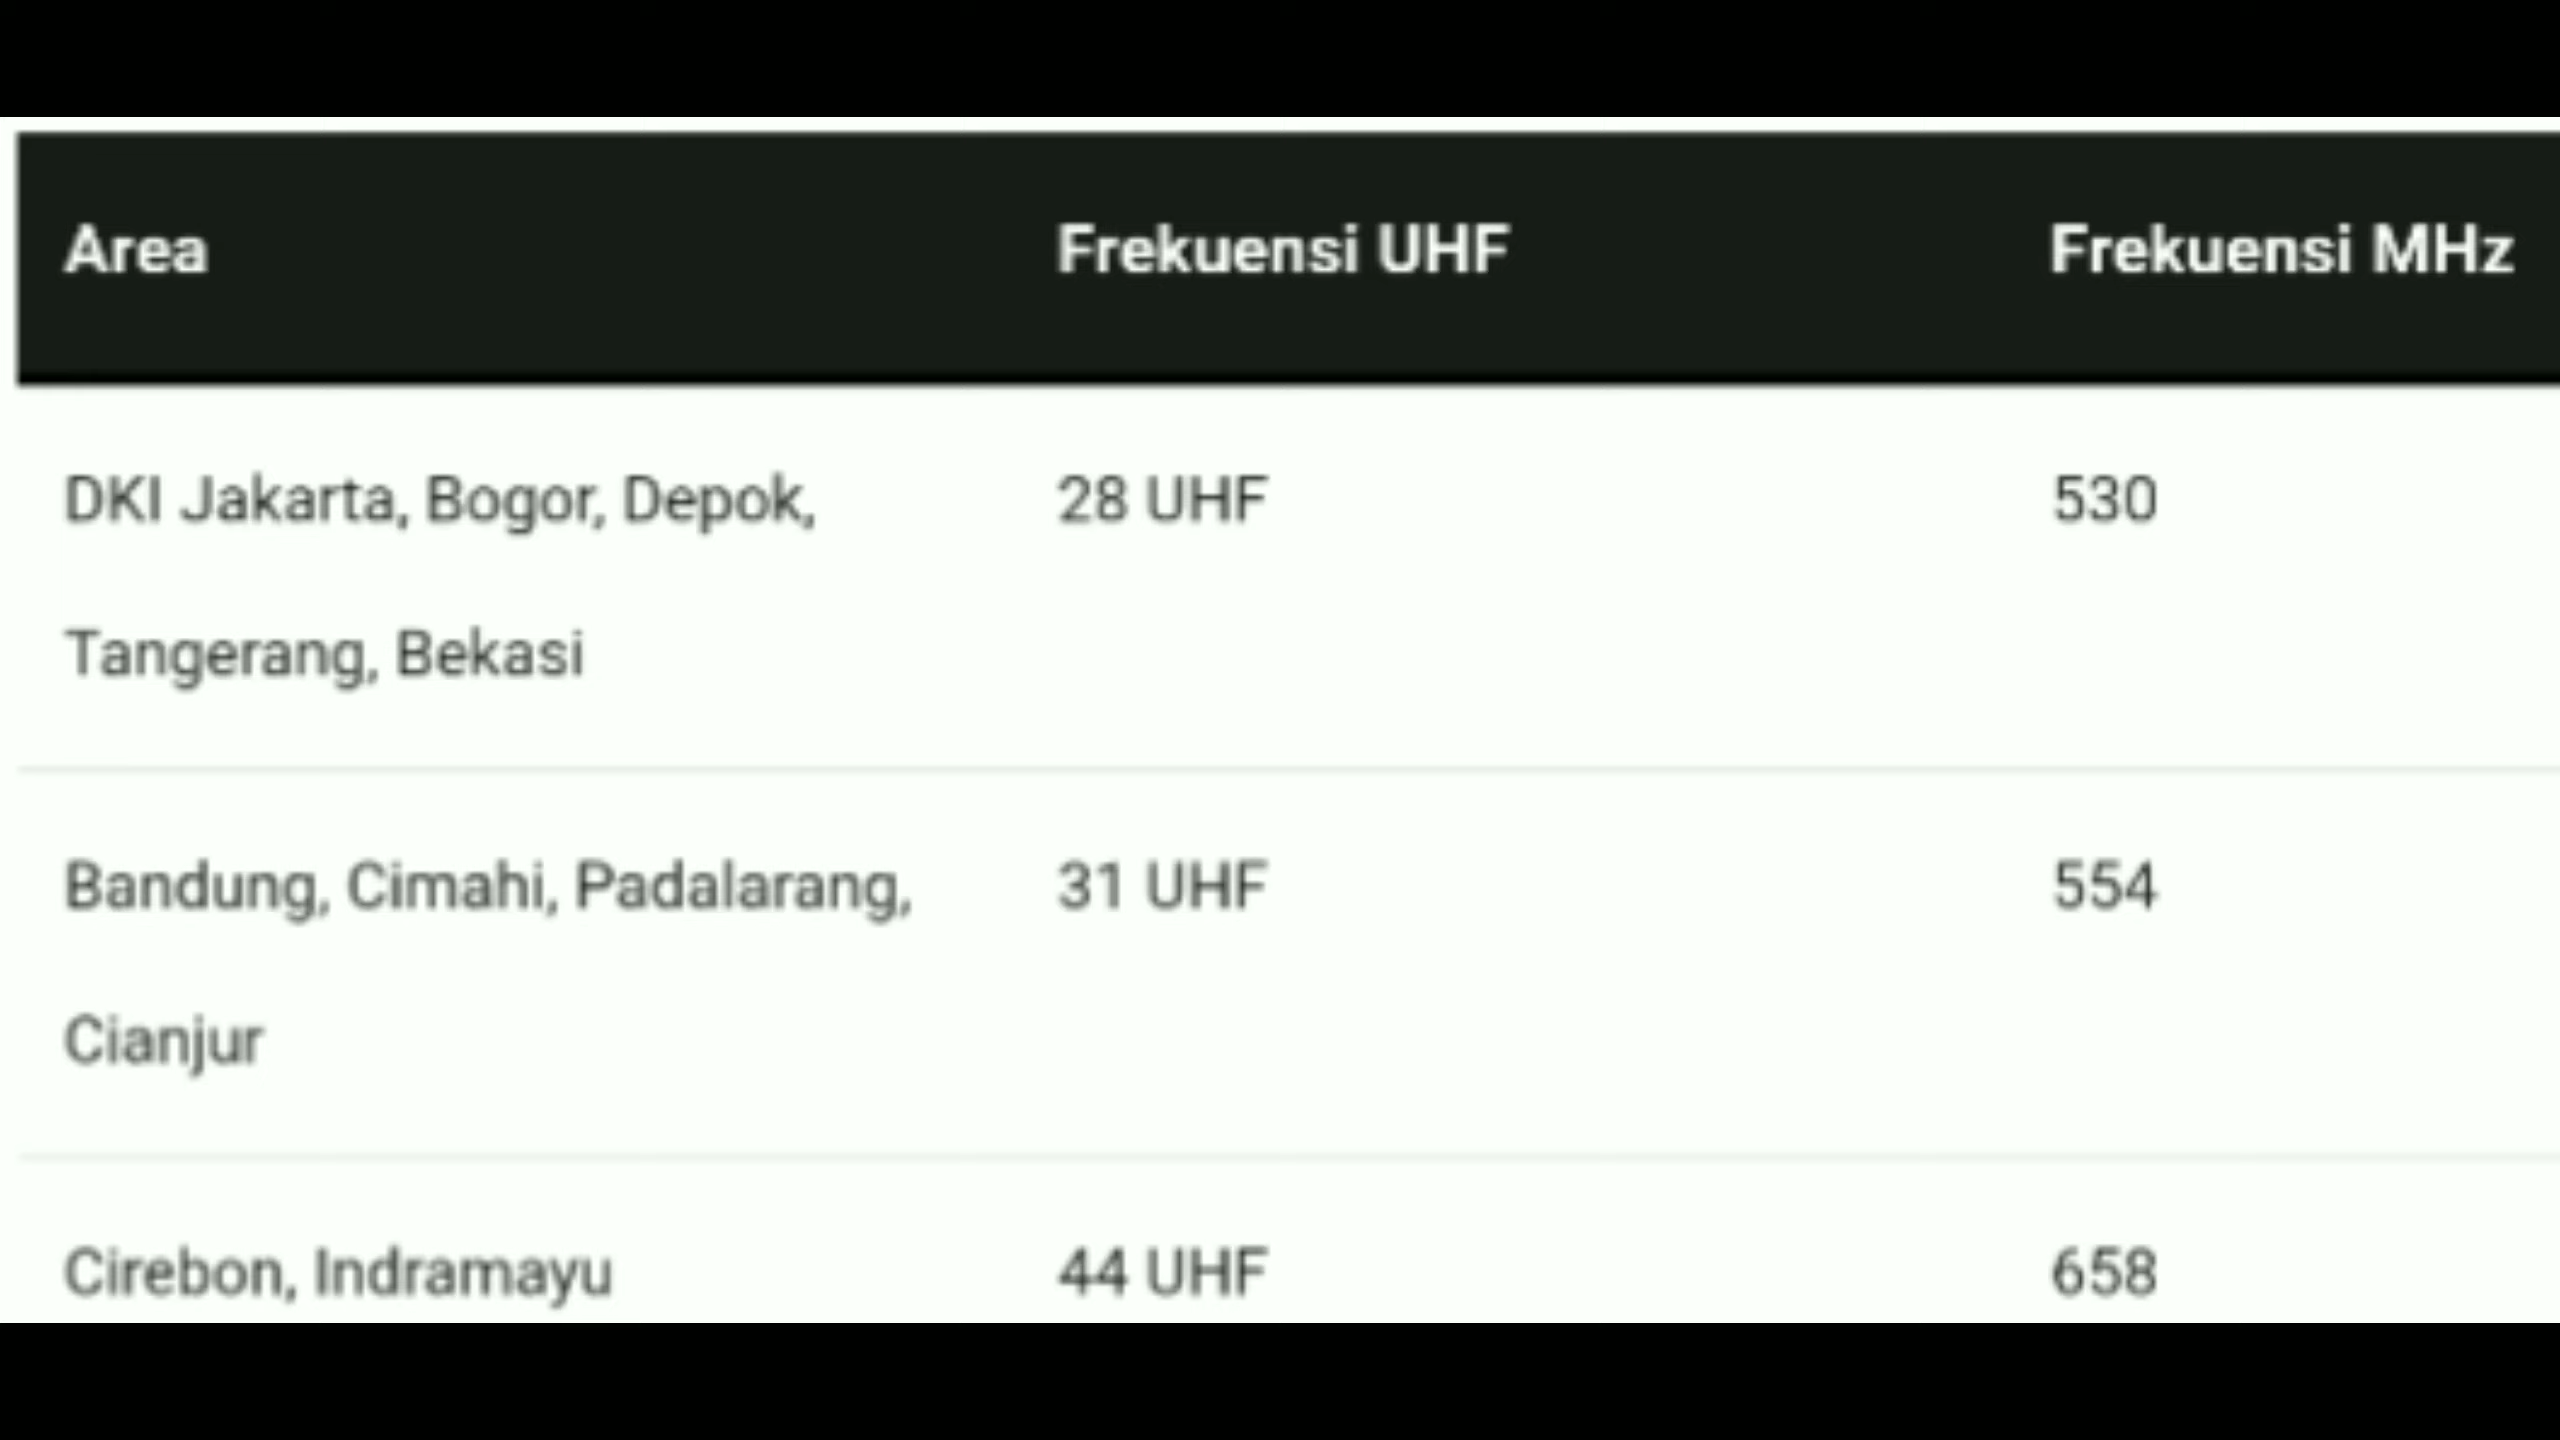 Area Frekuensi UHF Frekuensi MHz
DKI Jakarta, Bogor, Depok, 28 UHF 530
Tangerang, Bekasi
Bandung, Cimahi, Padalarang, 31 UHF 554
Cianjur
Cirebon, Indramayu 44 UHF 658